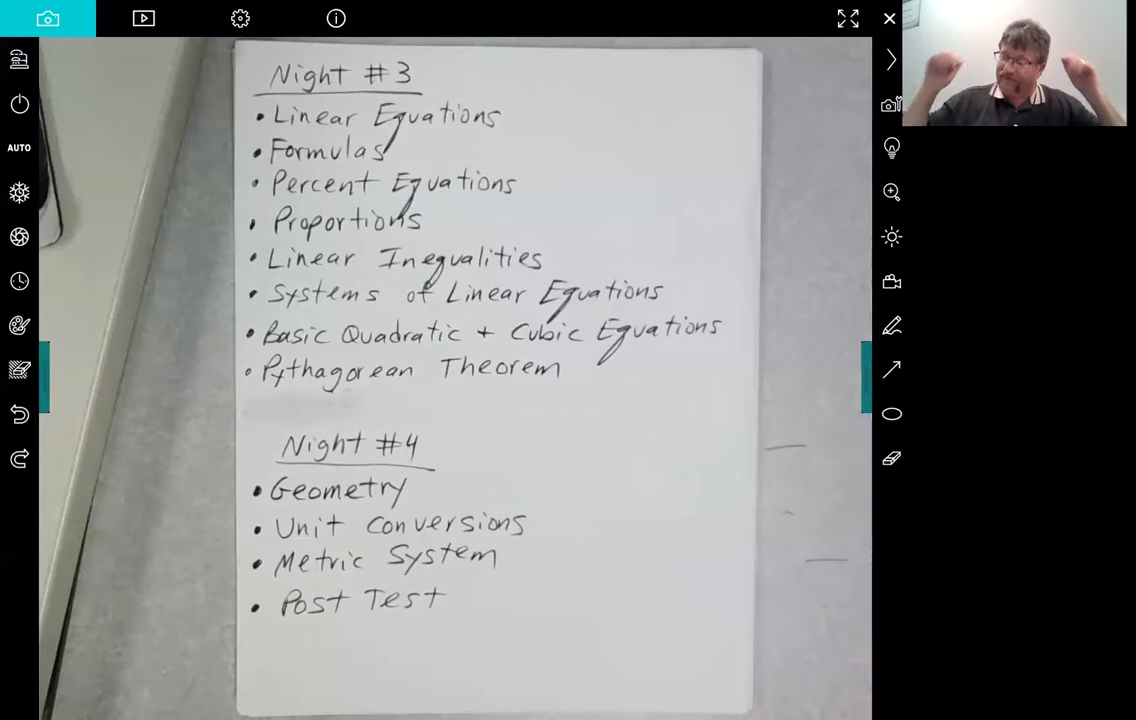 Night #3
• Linear Equations
• Formulas
• Percent Equations
• Proportions
• Linear Inequalities
• Systems of Linear Equations
• Basic Quadratic + Cubic Equations
• Pythagorean Theorem
Night #4
• Geometry
• Unit Conversions
• Metric System
• Post Test
AUTO